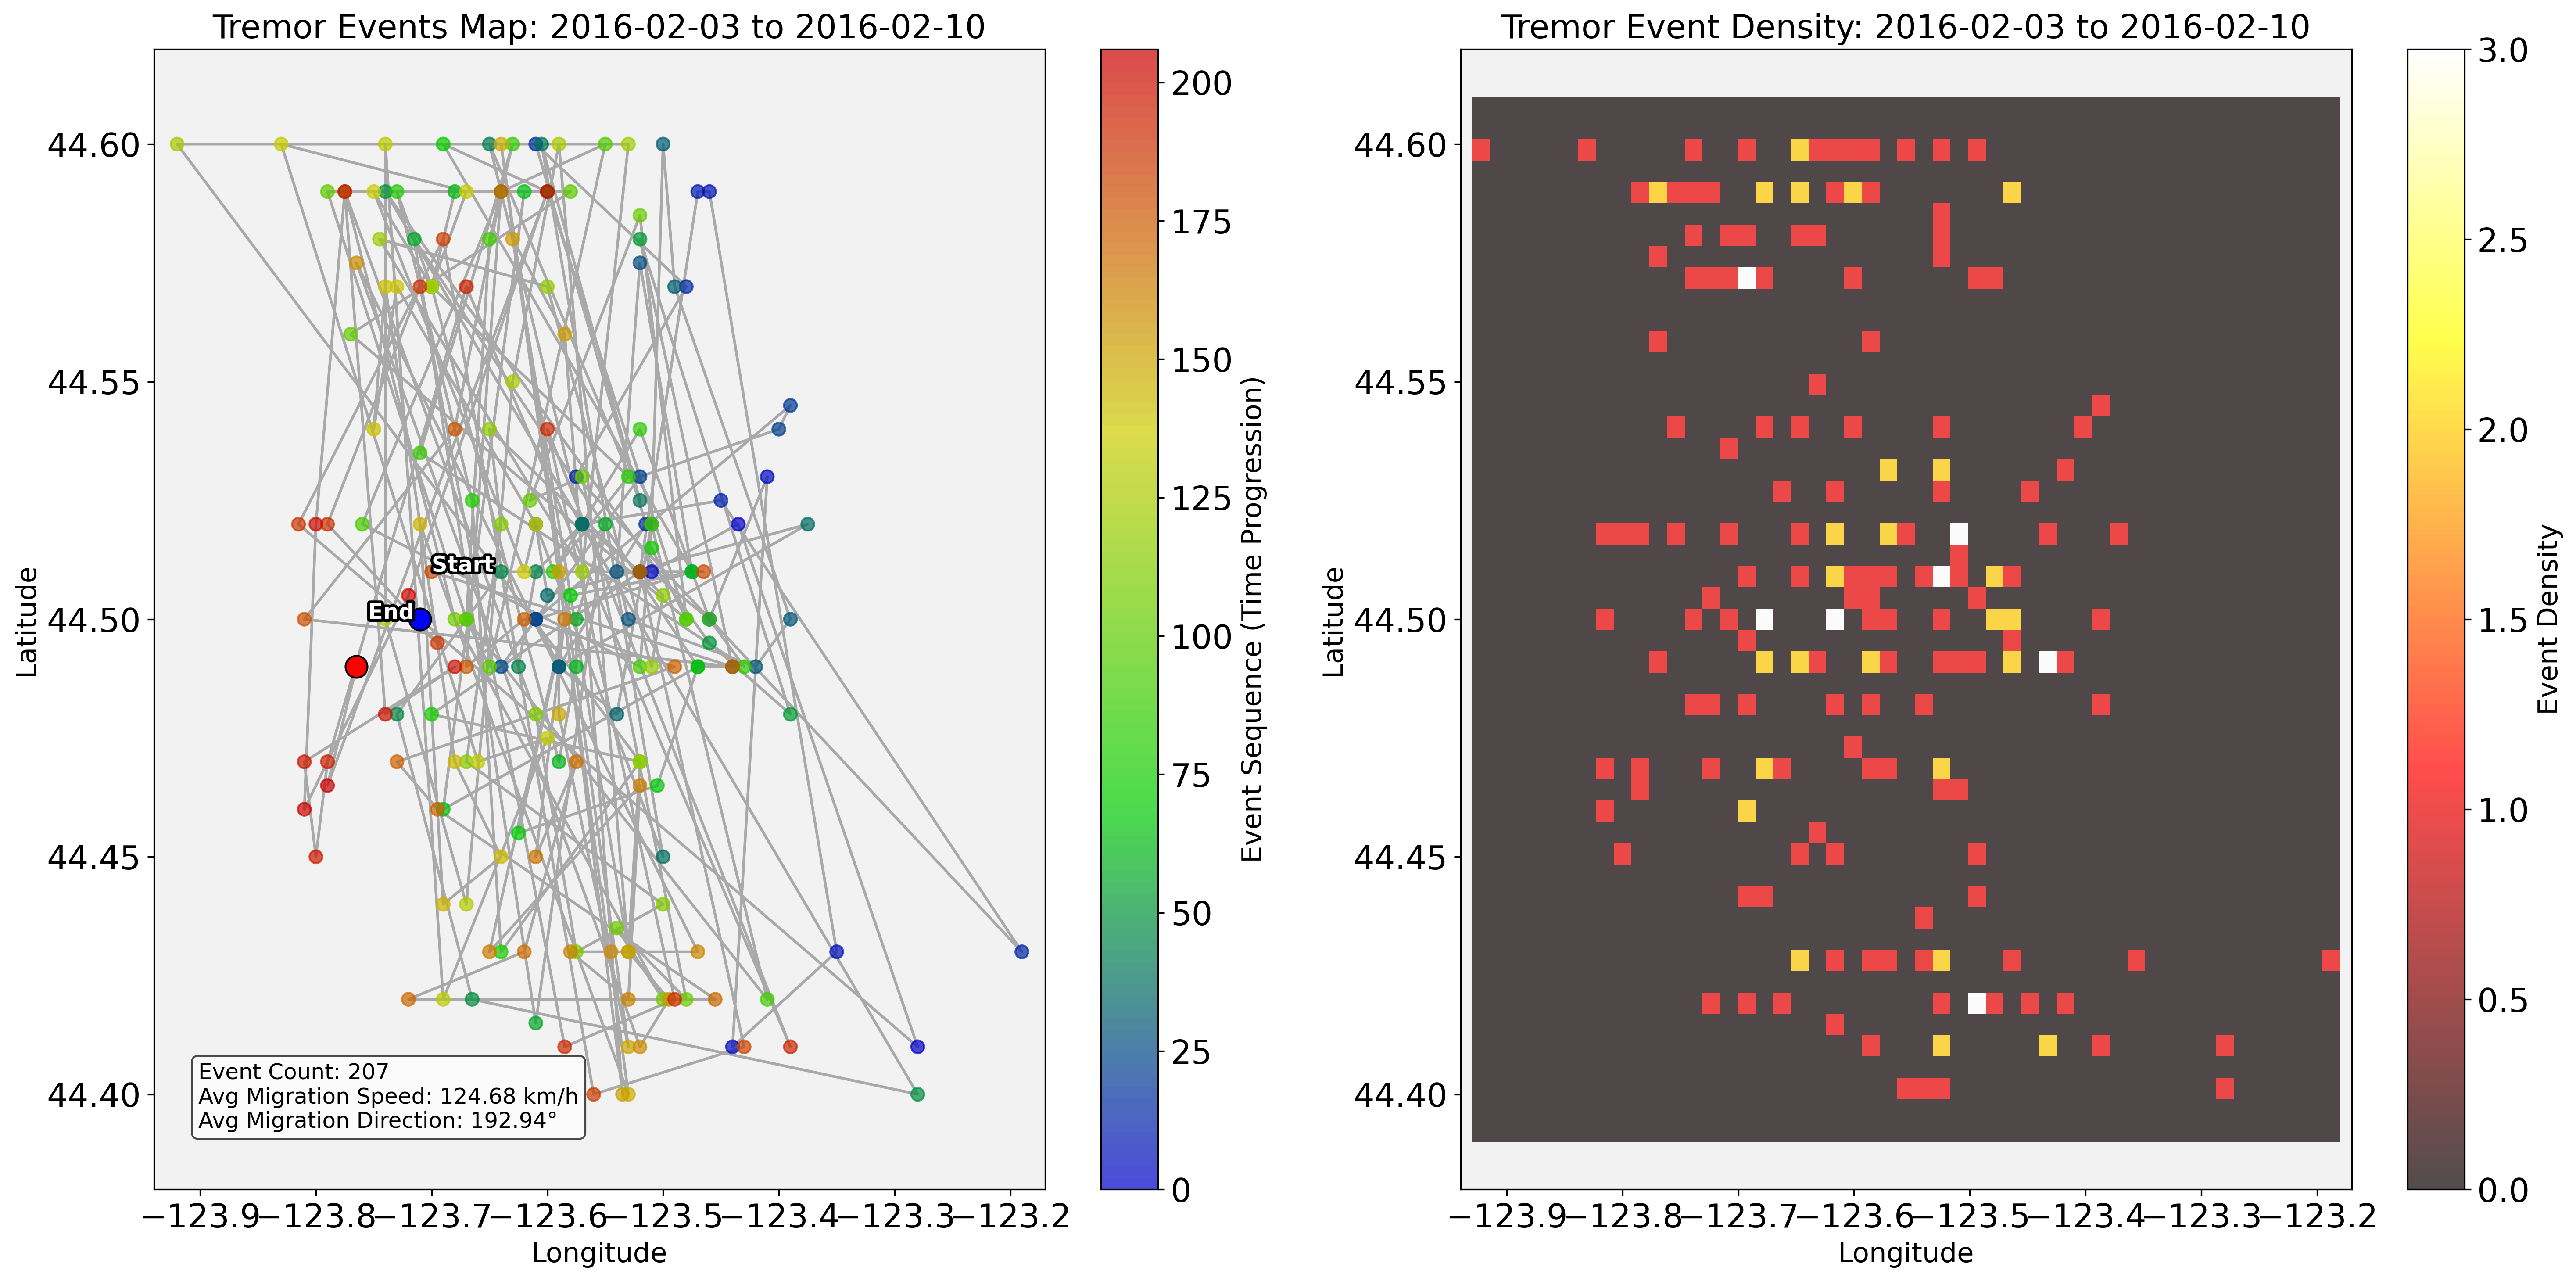 Tremor Events Map: 2016-02-03 to 2016-02-10
44.60
44.55
44.50
44.45
44.40
Latitude
Start
End
Event Count: 207
Avg Migration Speed: 124.68 km/h
Avg Migration Direction: 192.94°
−123.9 −123.8 −123.7 −123.6 −123.5 −123.4 −123.3 −123.2
Longitude
200
175
150
125
100
75
50
25
0
Event Sequence (Time Progression)
Tremor Event Density: 2016-02-03 to 2016-02-10
44.60
44.55
44.50
44.45
44.40
Latitude
−123.9 −123.8 −123.7 −123.6 −123.5 −123.4 −123.3 −123.2
Longitude
3.0
2.5
2.0
1.5
1.0
0.5
0.0
Event Density